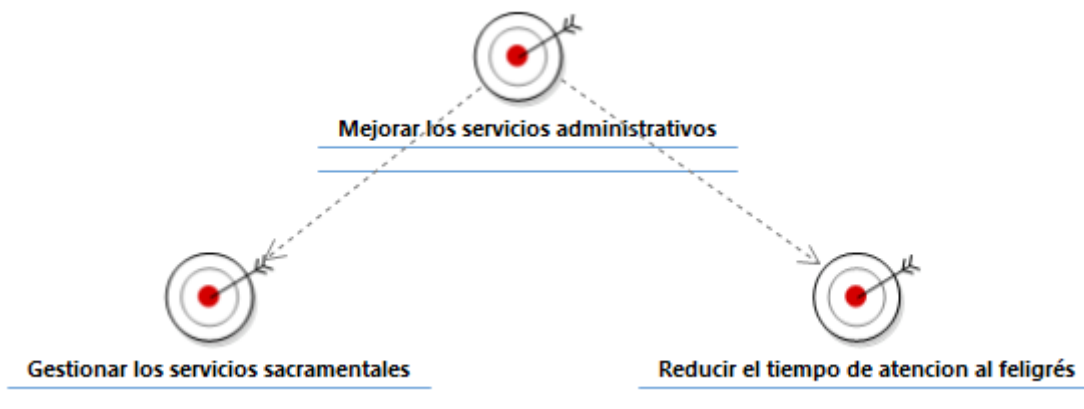 Mejorar los servicios administrativos
Gestionar los servicios sacramentales
Reducir el tiempo de atencion al feligrés